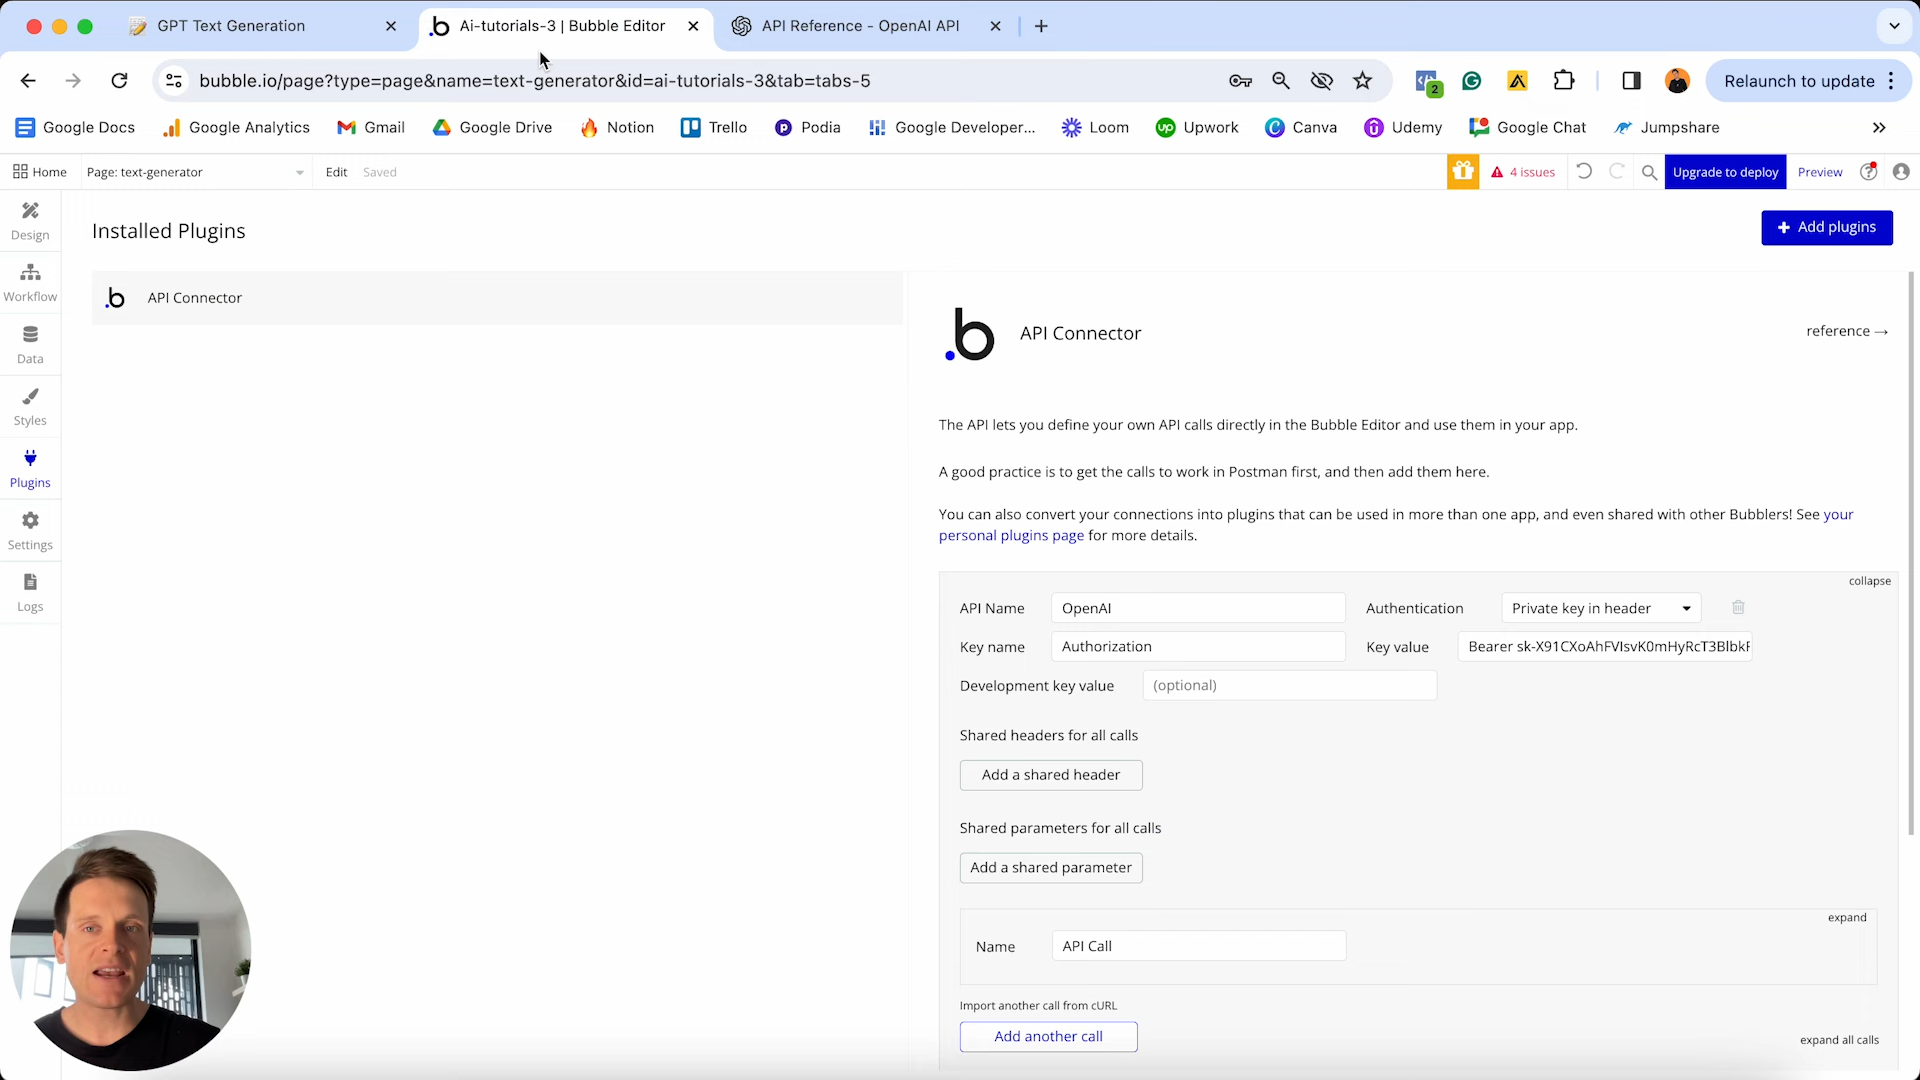 GPT Text Generation
Ai-tutorials-3 | Bubble Editor
API Reference - OpenAI API
bubble.io/page?type=page&name=text-generator&id=ai-tutorials-3&tab=tabs-5
2
Relaunch to update
Google Docs
Google Analytics
Gmail
Google Drive
Notion
Trello
Podia
Google Developer...
Loom
Upwork
Canva
Udemy
Google Chat
Jumpshare
Home
Page: text-generator
Edit
Saved
4 issues
Upgrade to deploy
Preview
Design
Workflow
Data
Styles
Plugins
Settings
Logs
Installed Plugins
+ Add plugins
.b API Connector
.b API Connector
reference →
The API lets you define your own API calls directly in the Bubble Editor and use them in your app.
A good practice is to get the calls to work in Postman first, and then add them here.
You can also convert your connections into plugins that can be used in more than one app, and even shared with other Bubblers! See your
personal plugins page for more details.
collapse
API Name OpenAI Authentication Private key in header
Key name Authorization Key value Bearer sk-X91CXoAhFVIsvK0mHyRcT3Blbk
Development key value (optional)
Shared headers for all calls
Add a shared header
Shared parameters for all calls
Add a shared parameter
expand
Name API Call
Import another call from cURL
Add another call
expand all calls